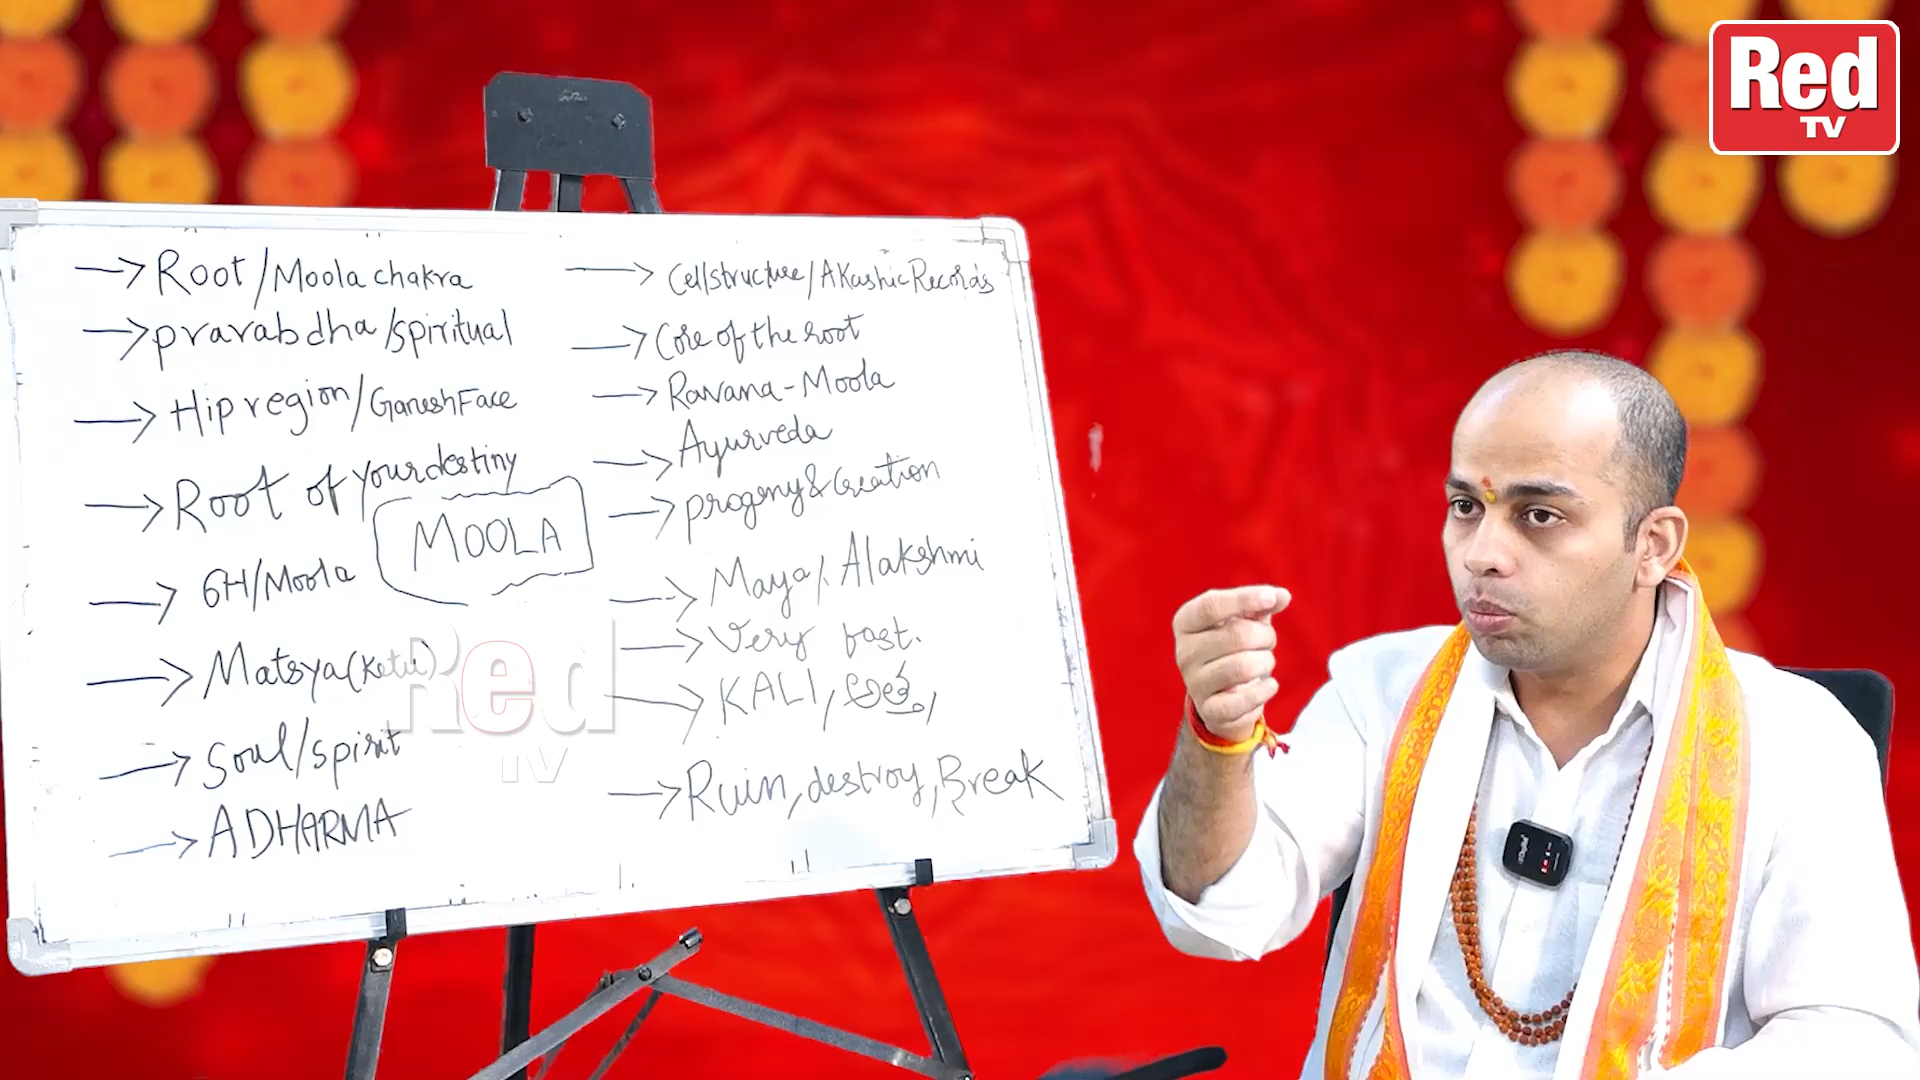 Red
TV
→ Root/Moola chakra
→ prarabdha/spiritual
→ Hip region/Ganesh Face
→ Root of your destiny
MOOLA
→ 6H/Moola
→ Matsya(Ketu)
→ Soul/spirit
→ ADHARMA
→ Cellstructure/AKashic Records
→ Core of the root
→ Ravana-Moola
→ Ayurveda
→ progeny & Creation
→ Maya/Alakshmi
→ Very fast.
→ KALI,
→ Ruin, destroy, Break
Red
TV